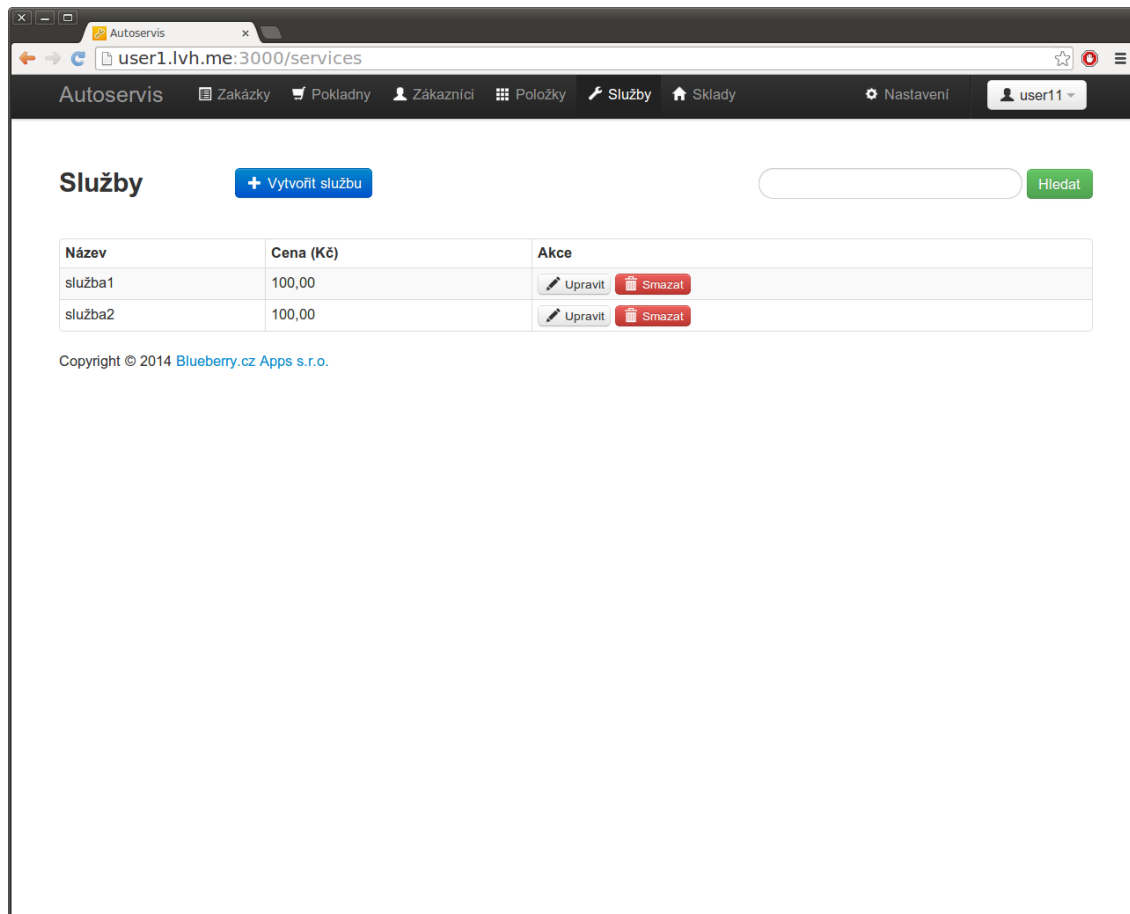 Autoservis
user1.lvh.me:3000/services
Autoservis Zakázky Pokladny Zákazníci Položky Služby Sklady Nastavení user11
Služby Vytvořit službu Hledat
Název Cena (Kč) Akce
služba1 100,00 Upravit Smazat
služba2 100,00 Upravit Smazat
Copyright © 2014 Blueberry.cz Apps s.r.o.